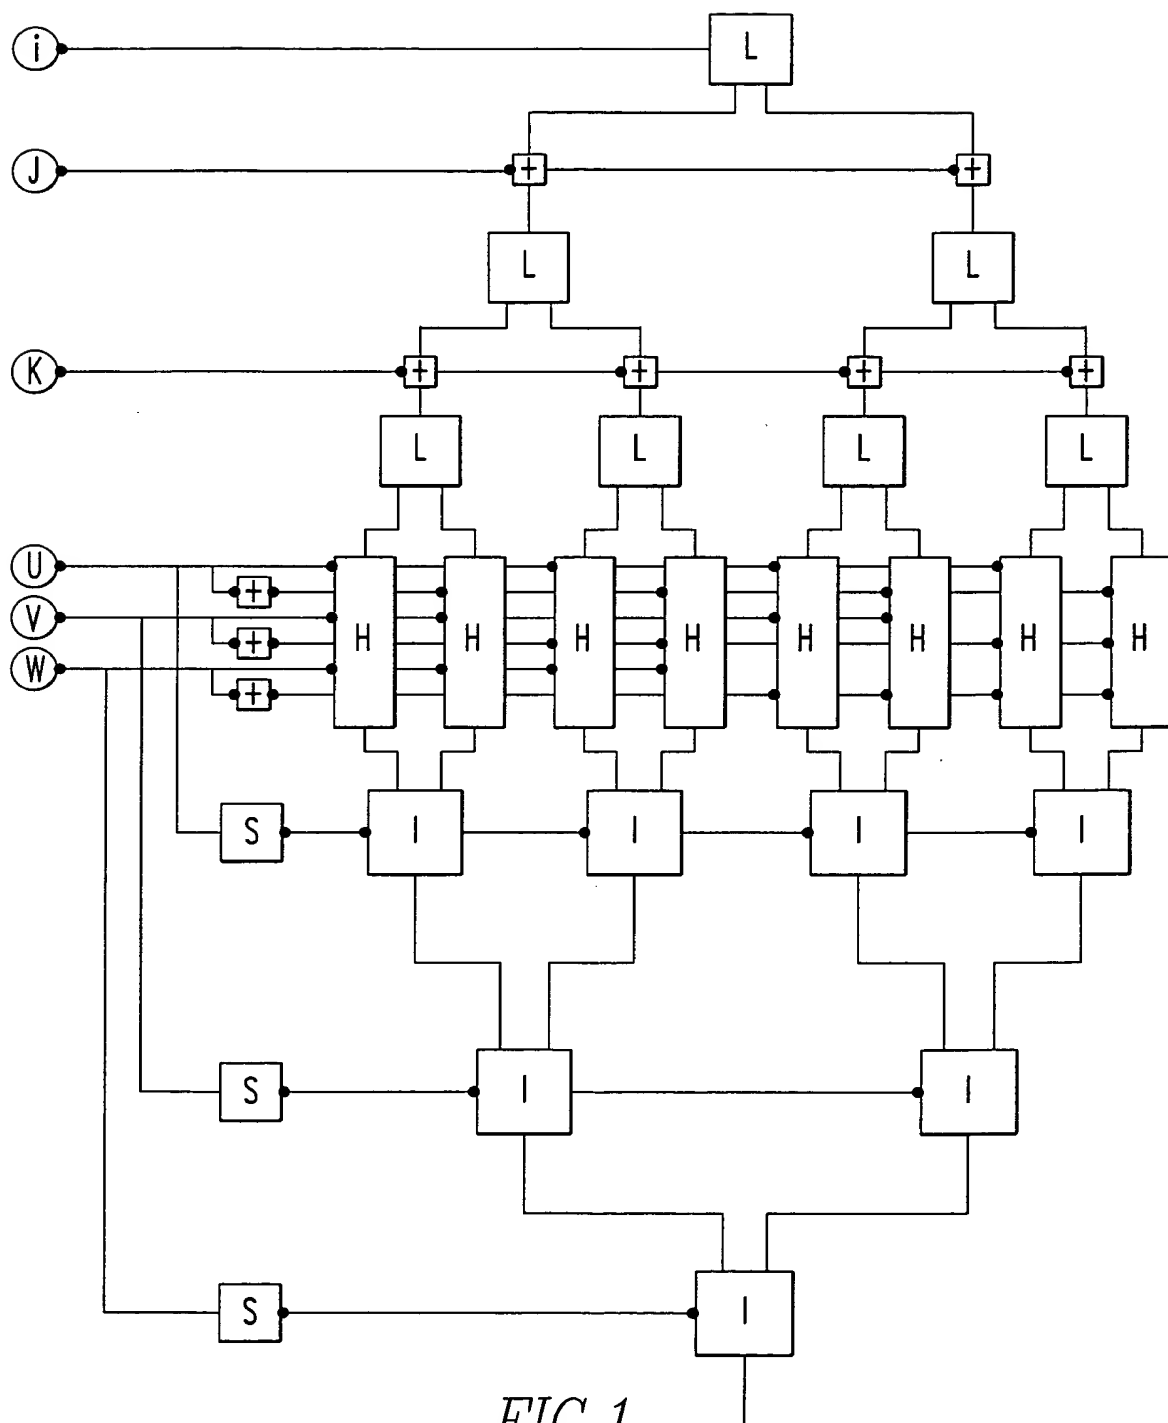 i L
J + +
L L
K + + + +
L L L L
U
+
V
H H H H H H H H
+
W
+
S I I I I
S I I
S I
FIG. 1